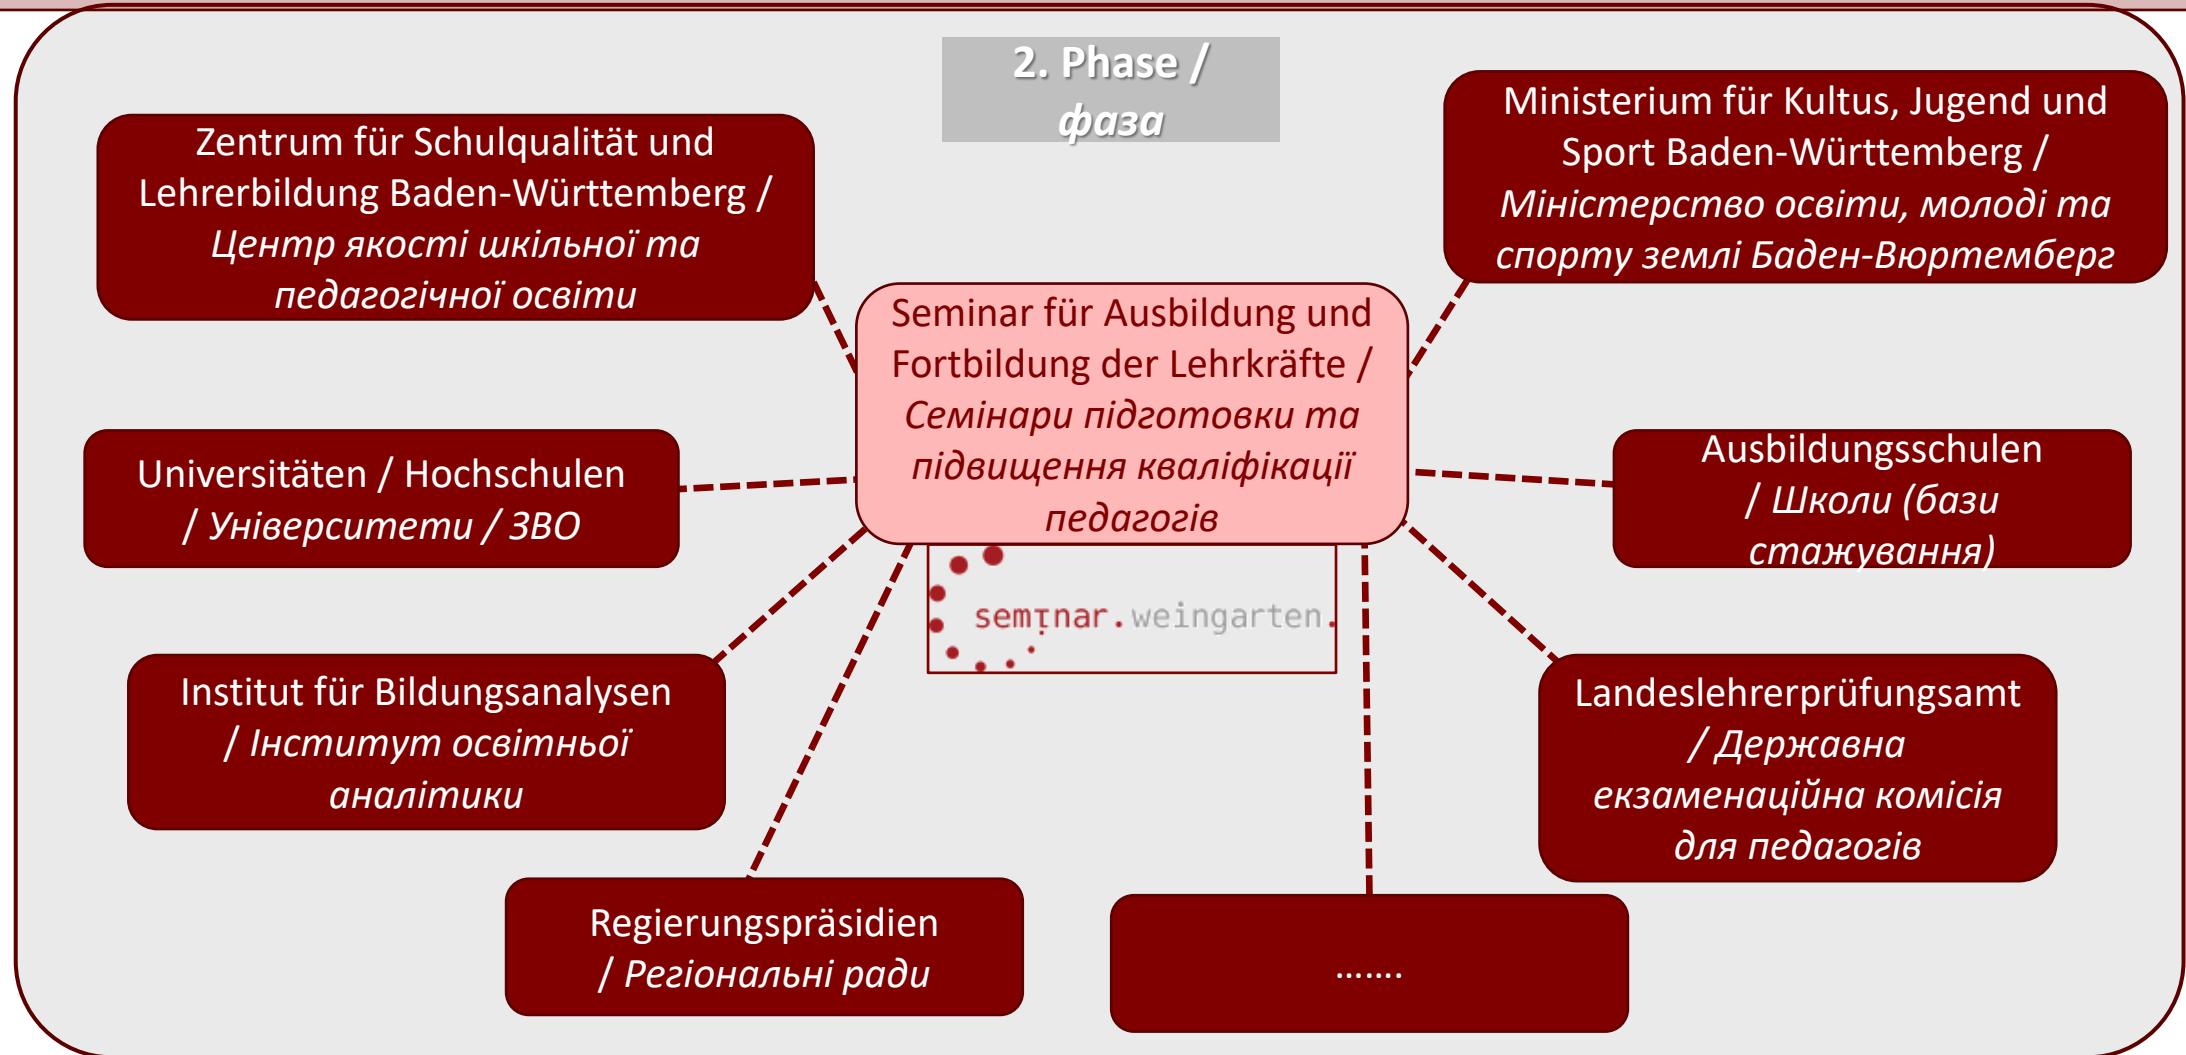 2. Phase /
фаза
Zentrum für Schulqualität und
Lehrerbildung Baden-Württemberg /
Центр якості шкільної та
педагогічної освіти
Ministerium für Kultus, Jugend und
Sport Baden-Württemberg /
Міністерство освіти, молоді та
спорту землі Баден-Вюртемберг
Seminar für Ausbildung und
Fortbildung der Lehrkräfte /
Семінари підготовки та
підвищення кваліфікації
педагогів
Universitäten / Hochschulen
/ Університети / ЗВО
Ausbildungsschulen
/ Школи (бази
стажування)
seminar.weingarten.
Institut für Bildungsanalysen
/ Інститут освітньої
аналітики
Landeslehrerprüfungsamt
/ Державна
екзаменаційна комісія
для педагогів
Regierungspräsidien
/ Регіональні ради
.......